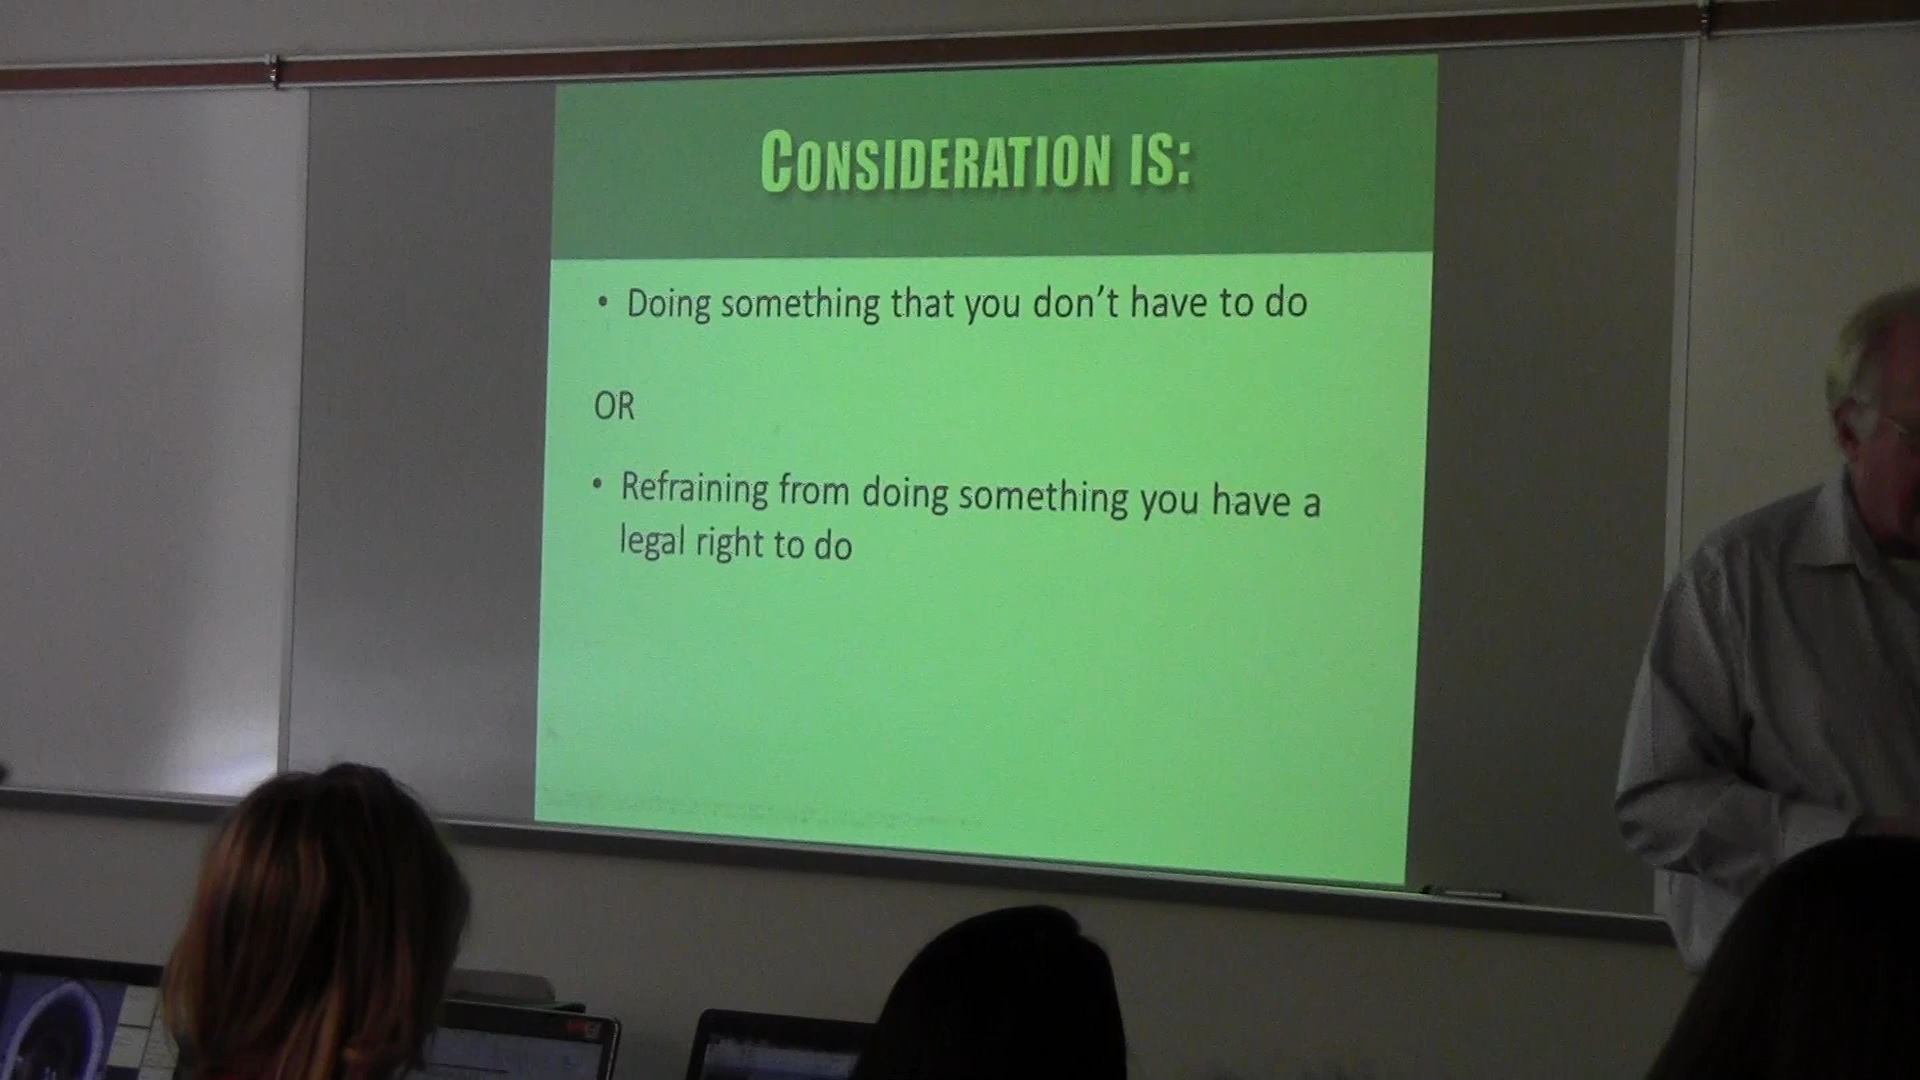 CONSIDERATION IS:
• Doing something that you don't have to do
OR
• Refraining from doing something you have a
legal right to do